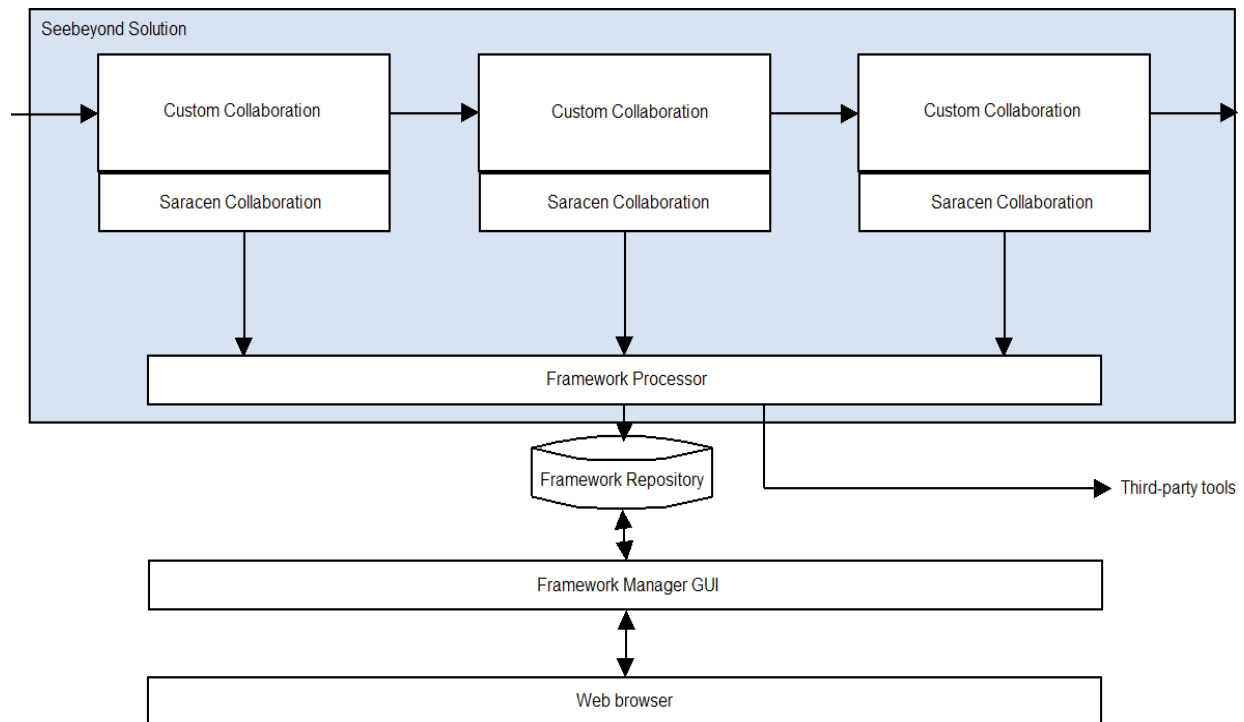 Seebeyond Solution
Custom Collaboration
Custom Collaboration
Custom Collaboration
Saracen Collaboration
Saracen Collaboration
Saracen Collaboration
Framework Processor
Framework Repository
Third-party tools
Framework Manager GUI
Web browser